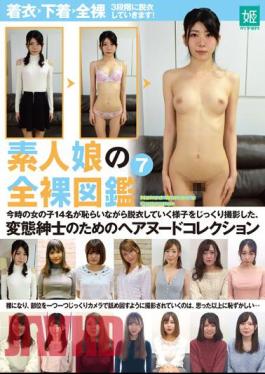 着衣▶下着▶全裸
3段階に脱衣していきます!
姫
素人娘の
全裸図鑑
7
今時の女の子14名が恥らいながら脱衣していく様子をじっくり撮影した、
変態紳士のためのヘアヌードコレクション
裸になり、部位を一つ一つじっくりカメラで舐め回すように撮影されていくのは、思った以上に恥ずかしい…